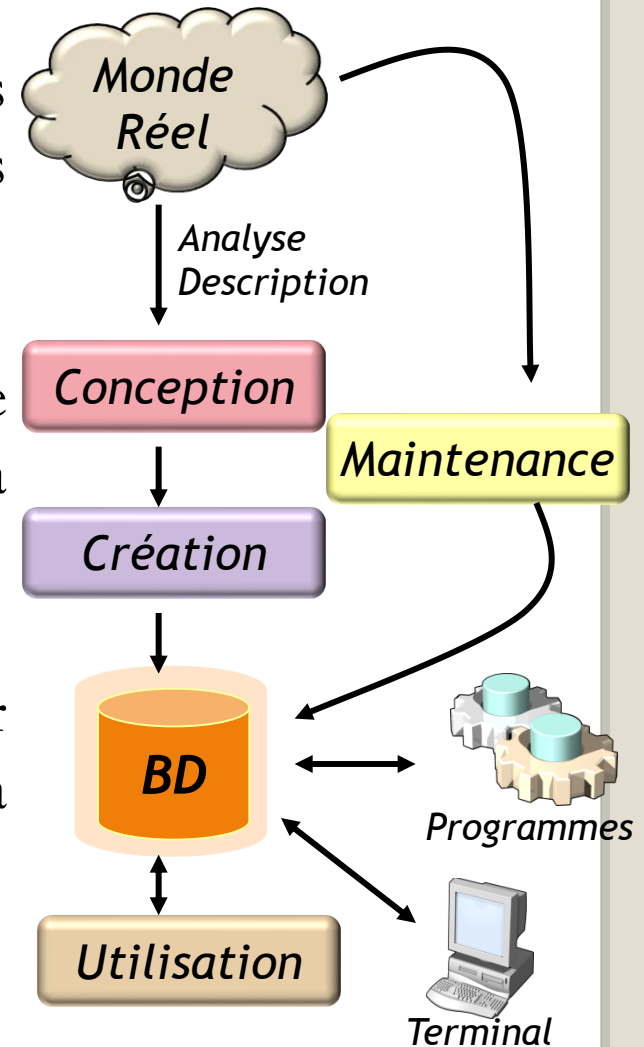 Monde
Réel
Analyse
Description
Conception
Maintenance
Création
BD
Programmes
Utilisation
Terminal